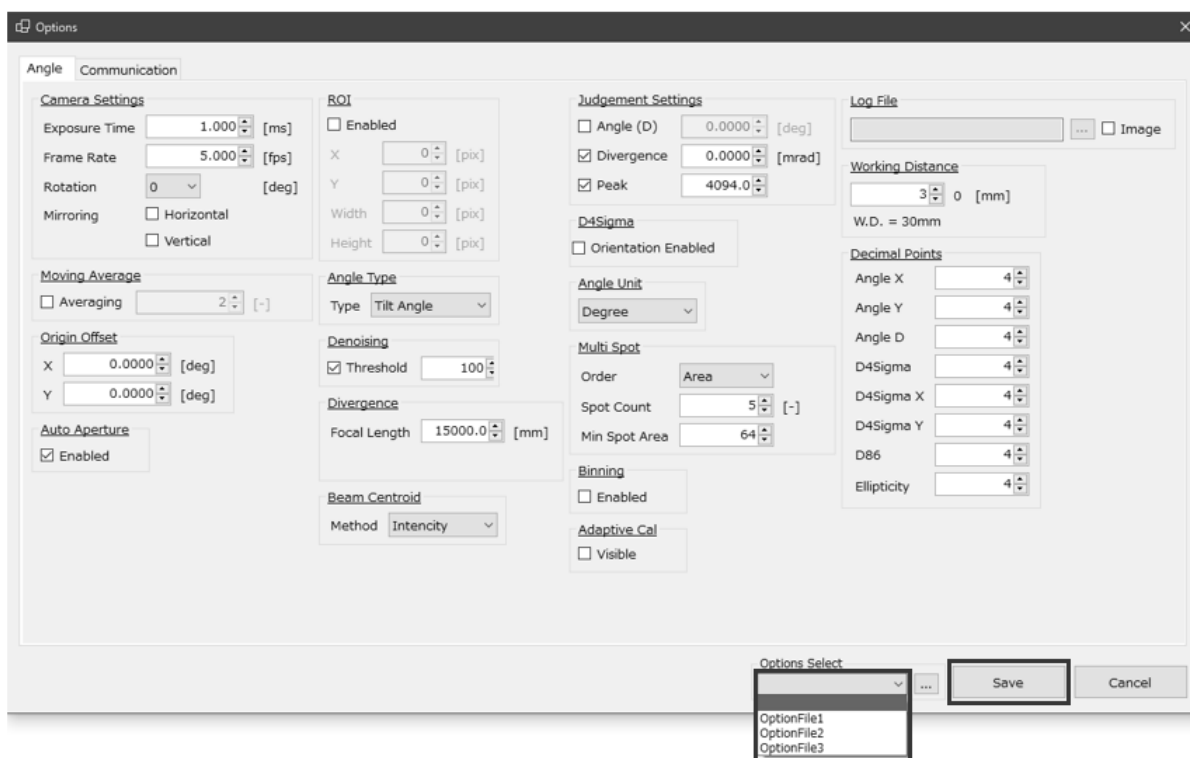 Options
Angle Communication
Camera Settings
Exposure Time 1.000 [ms]
Frame Rate 5.000 [fps]
Rotation 0 [deg]
Mirroring Horizontal
Vertical
Moving Average
Averaging 2 [-]
Origin Offset
X 0.0000 [deg]
Y 0.0000 [deg]
Auto Aperture
Enabled
ROI
Enabled
X 0 [pix]
Y 0 [pix]
Width 0 [pix]
Height 0 [pix]
Angle Type
Type Tilt Angle
Denoising
Threshold 100
Divergence
Focal Length 15000.0 [mm]
Beam Centroid
Method Intencity
Judgement Settings
Angle (D) 0.0000 [deg]
Divergence 0.0000 [mrad]
Peak 4094.0
D4Sigma
Orientation Enabled
Angle Unit
Degree
Multi Spot
Order Area
Spot Count 5 [-]
Min Spot Area 64
Binning
Enabled
Adaptive Cal
Visible
Log File
... Image
Working Distance
3 0 [mm]
W.D. = 30mm
Decimal Points
Angle X 4
Angle Y 4
Angle D 4
D4Sigma 4
D4Sigma X 4
D4Sigma Y 4
D86 4
Ellipticity 4
Options Select
... Save Cancel
OptionFile1
OptionFile2
OptionFile3